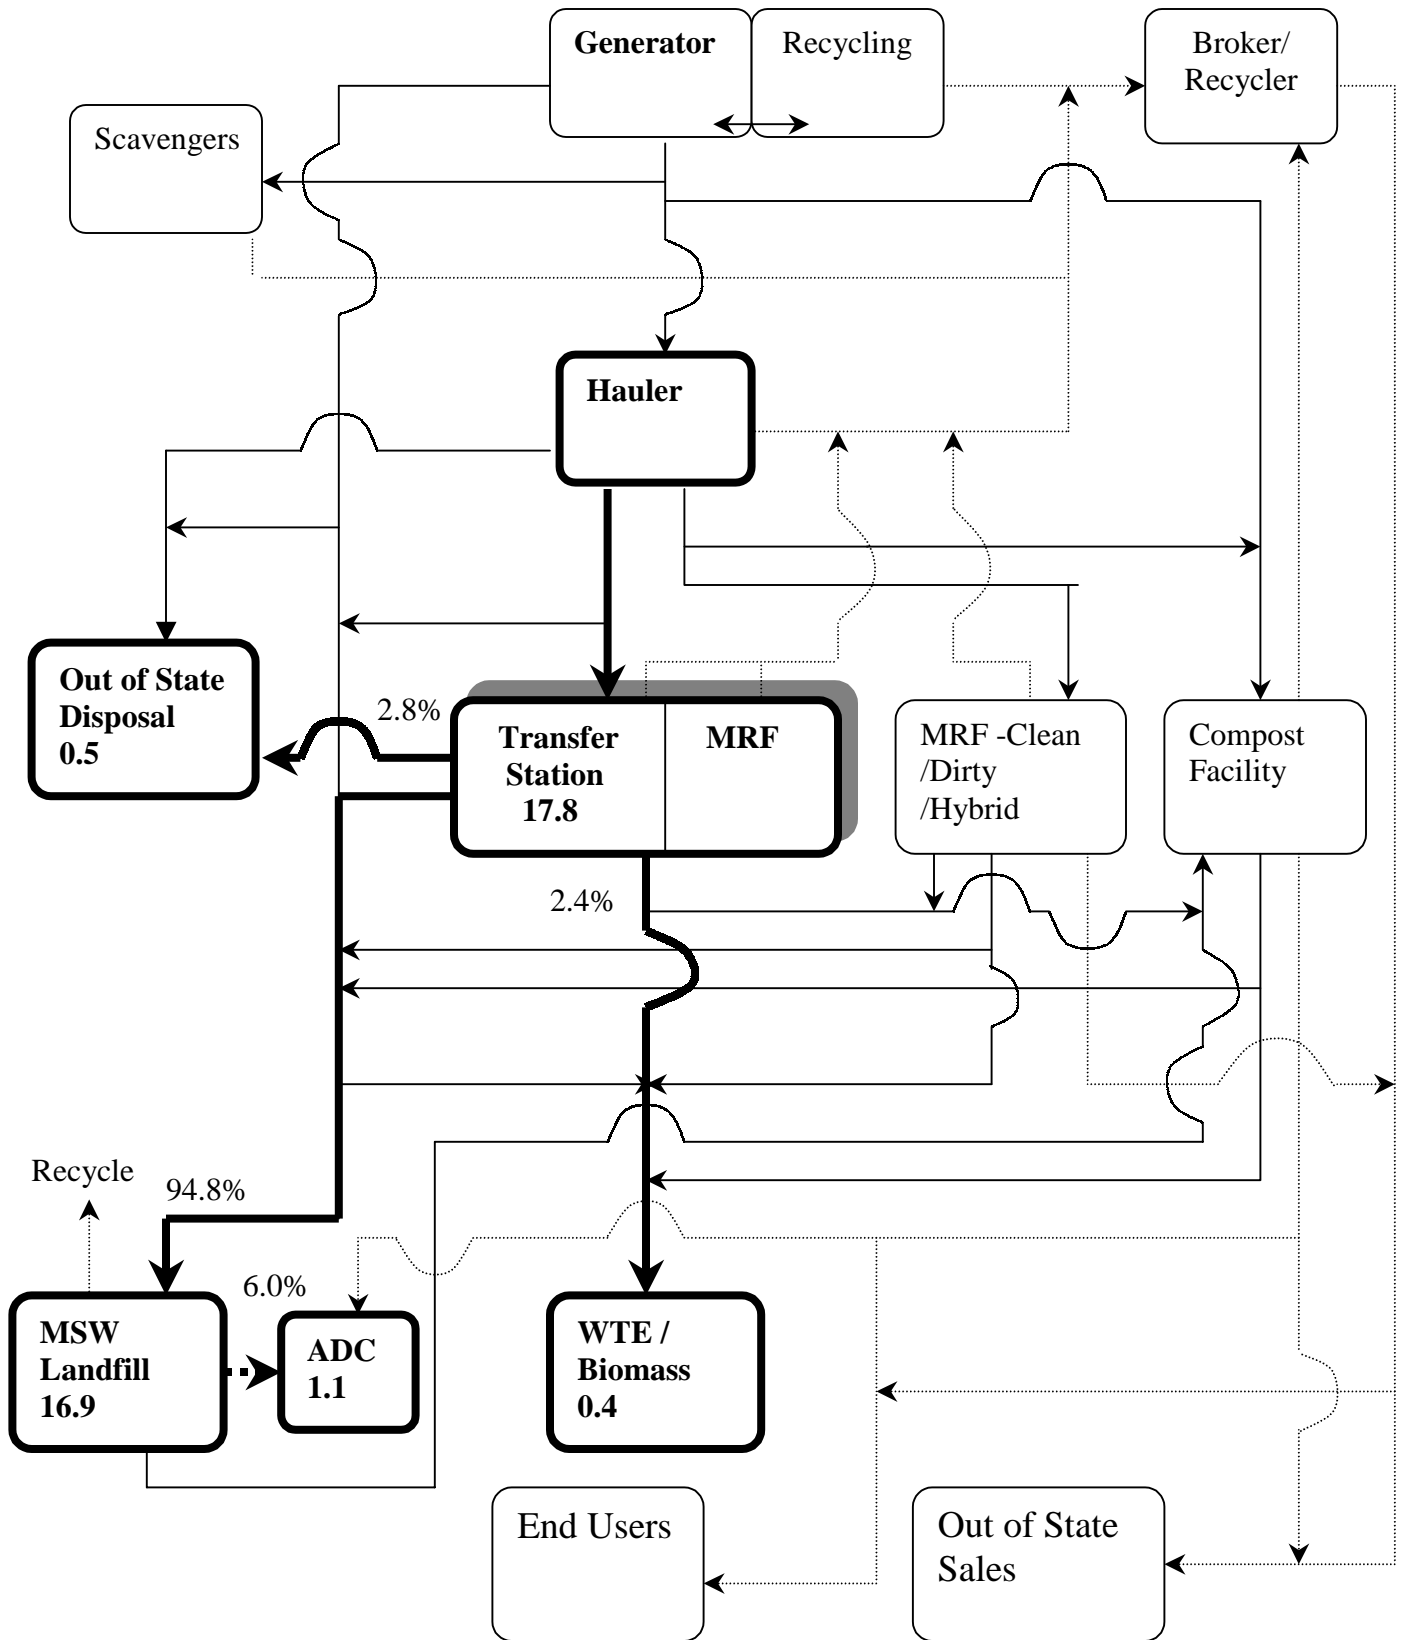 Generator
Recycling
Broker/
Recycler
Scavengers
Hauler
Out of State
Disposal
0.5
2.8%
Transfer
Station
17.8
MRF
MRF -Clean
/Dirty
/Hybrid
Compost
Facility
2.4%
Recycle
94.8%
6.0%
MSW
Landfill
16.9
ADC
1.1
WTE /
Biomass
0.4
End Users
Out of State
Sales